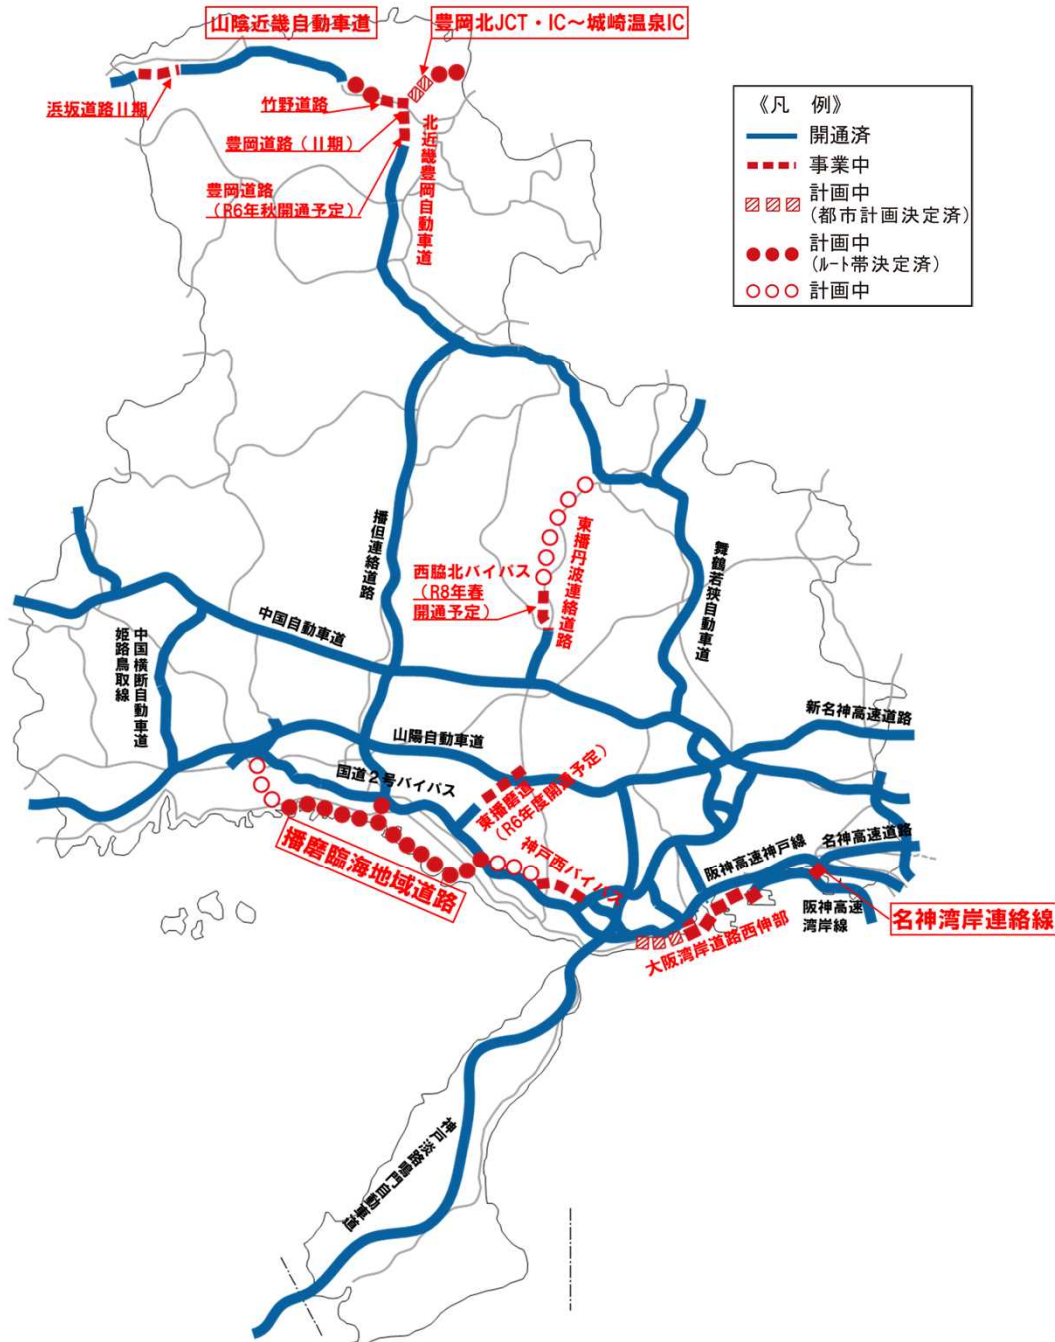 山陰近畿自動車道
豊岡北JCT・IC～城崎温泉IC
浜坂道路Ⅱ期
竹野道路
豊岡道路(Ⅱ期)
豊岡道路
(R6年秋開通予定)
北近畿豊岡自動車道
《凡 例》
開通済
事業中
計画中
(都市計画決定済)
計画中
(ﾙｰﾄ帯決定済)
計画中
播但連絡道路
東播丹波連絡道路
西脇北バイパス
(R8年春
開通予定)
舞鶴若狭自動車道
中国自動車道
中国横断自動車道
姫路鳥取線
新名神高速道路
山陽自動車道
国道2号バイパス
東播磨道
(R6年度開通予定)
神戸西バイパス
播磨臨海地域道路
阪神高速神戸線
名神高速道路
阪神高速
湾岸線
名神湾岸連絡線
大阪湾岸道路西伸部
神戸淡路鳴門自動車道